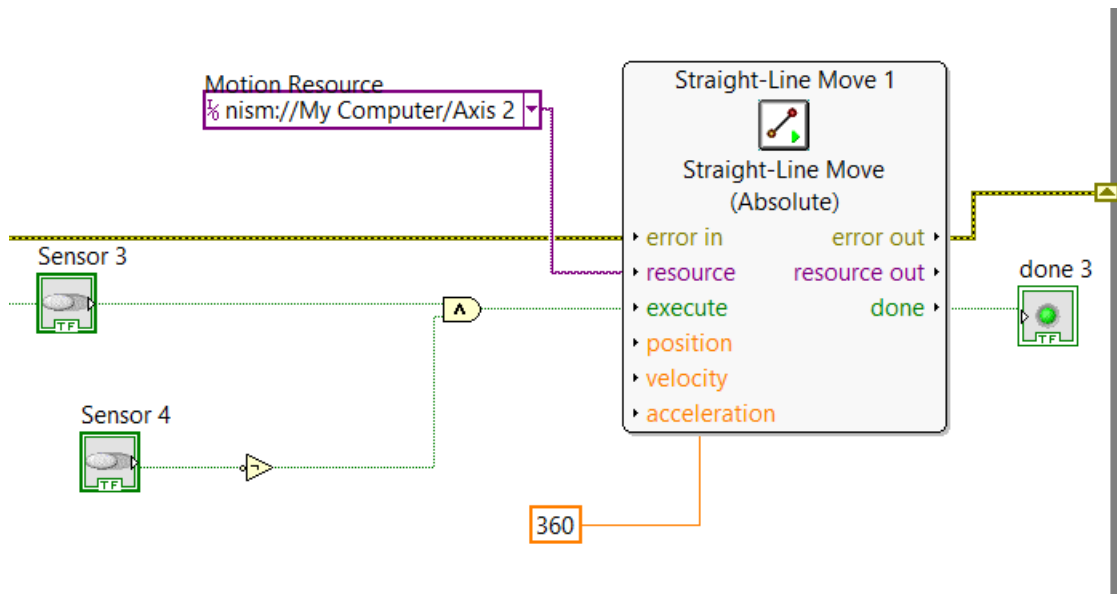 Motion Resource
nism://My Computer/Axis 2
Straight-Line Move 1
Straight-Line Move
(Absolute)
error in error out
Sensor 3
resource resource out
done 3
execute done
TF
TF
position
velocity
Sensor 4
acceleration
TF
360